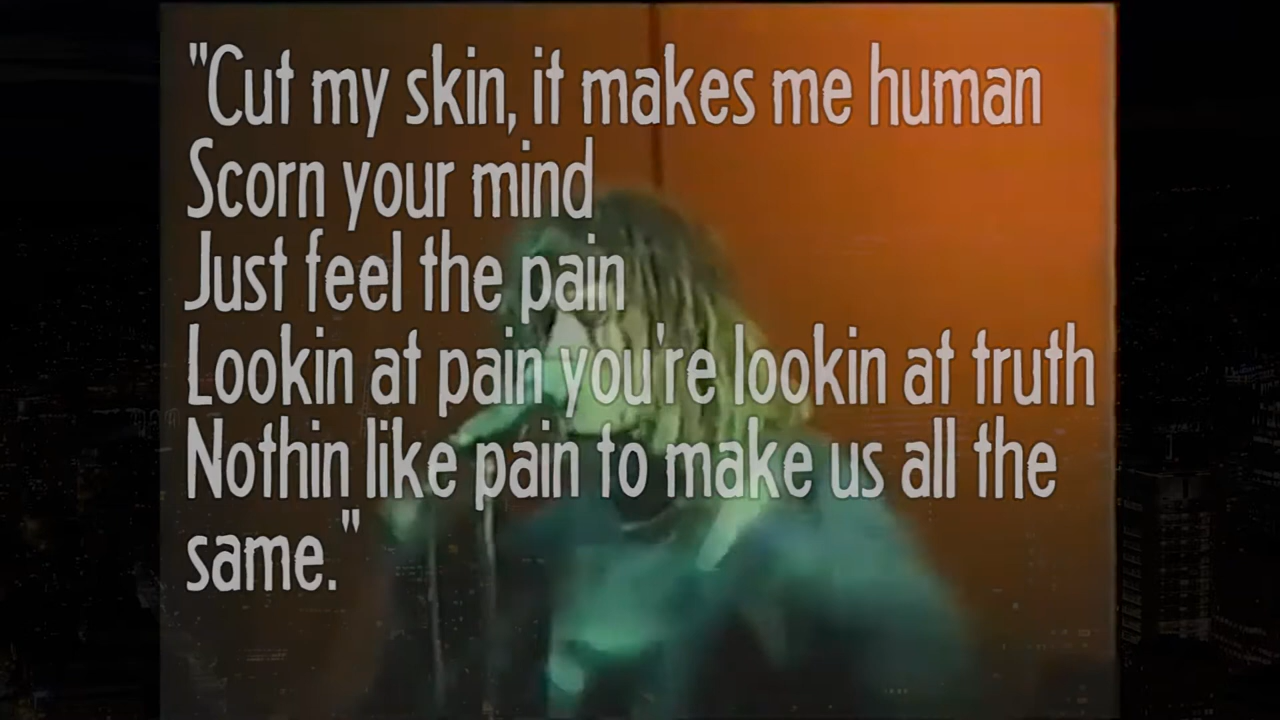 "Cut my skin, it makes me human
Scorn your mind
Just feel the pain
Lookin at pain you're lookin at truth
Nothin like pain to make us all the
same."